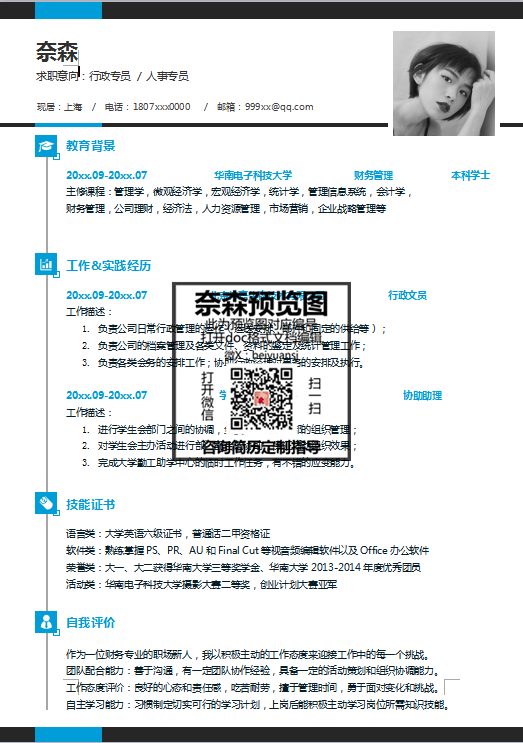 奈森
求职意向：行政专员 / 人事专员
现居：上海 / 电话：1807xxx0000 / 邮箱：999xx@qq.com
教育背景
20xx.09-20xx.07 华南电子科技大学 财务管理 本科学士
主修课程：管理学，微观经济学，宏观经济学，统计学，管理信息系统，会计学，
财务管理，公司理财，经济法，人力资源管理，市场营销，企业战略管理等
工作&实践经历
20xx.09-20xx.07 行政文员
工作描述：
1. 负责公司日常行政管理的 的供给等）；
2. 负责公司的档案管理及各类文件、资料的鉴定及统计管理工作；
3. 负责各类会务的安排工作； 的安排及执行。
20xx.09-20xx.07 学 协助助理
工作描述：
1. 进行学生会部门之间的协调， 的组织管理；
2. 对学生会主办活动进行部 织效果；
3. 完成大学勤工助学中心的临时工作任务，有不错的应变能力。
奈森预览图
此为预览图对应编号
打开doc格式文档编辑
微X：beiyuansj
打开微信
扫一扫
咨询简历定制指导
技能证书
语言类：大学英语六级证书，普通话二甲资格证
软件类：熟练掌握 PS、PR、AU 和 Final Cut 等视音频编辑软件以及 Office 办公软件
荣誉类：大一、大二获得华南大学三等奖学金、华南大学 2013-2014 年度优秀团员
活动类：华南电子科技大学摄影大赛二等奖，创业计划大赛亚军
自我评价
作为一位财务专业的职场新人，我以积极主动的工作态度来迎接工作中的每一个挑战。
团队配合能力：善于沟通，有一定团队协作经验，具备一定的活动策划和组织协调能力。
工作态度评价：良好的心态和责任感，吃苦耐劳，擅于管理时间，勇于面对变化和挑战。
自主学习能力：习惯制定切实可行的学习计划，上岗后能积极主动学习岗位所需知识技能。